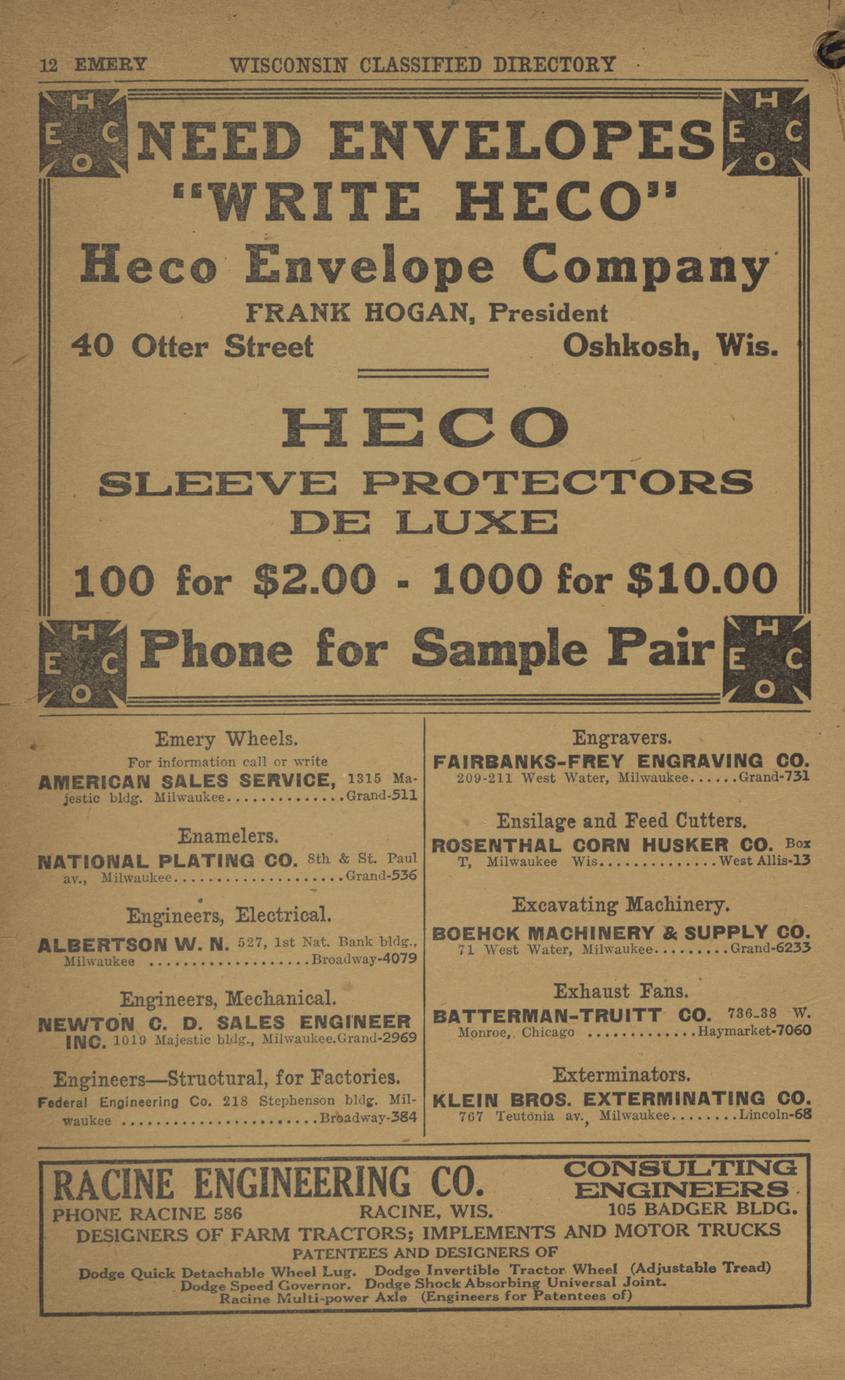 12 EMERY WISCONSIN CLASSIFIED DIRECTORY
H
E C
O
H
E C
O
NEED ENVELOPES
"WRITE HECO"
Heco Envelope Company
FRANK HOGAN, President
40 Otter Street Oshkosh, Wis.
HECO
SLEEVE PROTECTORS
DE LUXE
100 for $2.00 - 1000 for $10.00
H
E C
O
H
E C
O
Phone for Sample Pair
Emery Wheels.
For information call or write
AMERICAN SALES SERVICE, 1315 Ma-
jestic bldg. Milwaukee..............Grand-511
Enamelers.
NATIONAL PLATING CO. 8th & St. Paul
av., Milwaukee....................Grand-536
Engineers, Electrical.
ALBERTSON W. N. 527, 1st Nat. Bank bldg.,
Milwaukee ...................Broadway-4079
Engineers, Mechanical.
NEWTON C. D. SALES ENGINEER
INC. 1019 Majestic bldg., Milwaukee.Grand-2969
Engineers—Structural, for Factories.
Federal Engineering Co. 218 Stephenson bldg. Mil-
waukee .......................Broadway-384
Engravers.
FAIRBANKS-FREY ENGRAVING CO.
209-211 West Water, Milwaukee......Grand-731
Ensilage and Feed Cutters.
ROSENTHAL CORN HUSKER CO. Box
T, Milwaukee Wis..............West Allis-13
Excavating Machinery.
BOEHCK MACHINERY & SUPPLY CO.
71 West Water, Milwaukee.........Grand-6233
Exhaust Fans.
BATTERMAN-TRUITT CO. 736-38 W.
Monroe,. Chicago .............Haymarket-7060
Exterminators.
KLEIN BROS. EXTERMINATING CO.
767 Teutonia av., Milwaukee........Lincoln-68
RACINE ENGINEERING CO. CONSULTING
ENGINEERS
PHONE RACINE 586 RACINE, WIS. 105 BADGER BLDG.
DESIGNERS OF FARM TRACTORS; IMPLEMENTS AND MOTOR TRUCKS
PATENTEES AND DESIGNERS OF
Dodge Quick Detachable Wheel Lug. Dodge Invertible Tractor Wheel (Adjustable Tread)
Dodge Speed Governor. Dodge Shock Absorbing Universal Joint.
Racine Multi-power Axle (Engineers for Patentees of)